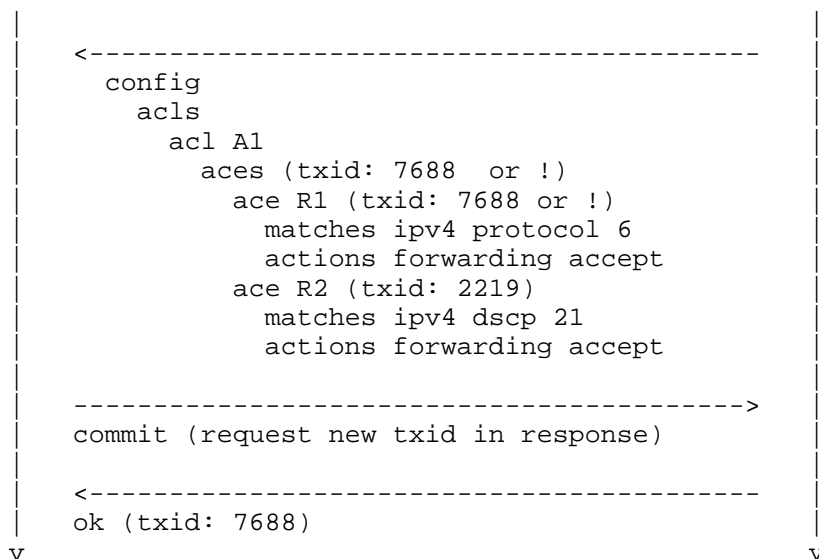 <------------------------------------------
config
acls
acl A1
aces (txid: 7688  or !)
ace R1 (txid: 7688 or !)
matches ipv4 protocol 6
actions forwarding accept
ace R2 (txid: 2219)
matches ipv4 dscp 21
actions forwarding accept
------------------------------------------>
commit (request new txid in response)
<------------------------------------------
ok (txid: 7688)
v v